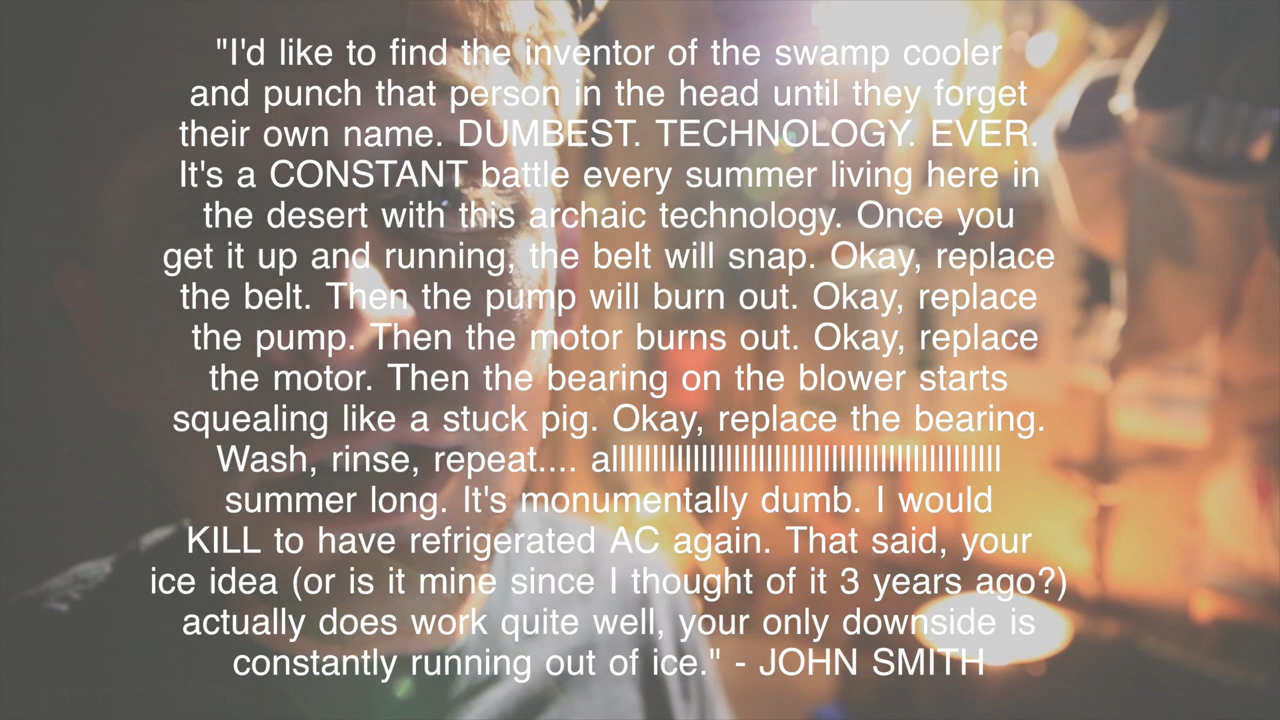 "I'd like to find the inventor of the swamp cooler
and punch that person in the head until they forget
their own name. DUMBEST. TECHNOLOGY. EVER.
It's a CONSTANT battle every summer living here in
the desert with this archaic technology. Once you
get it up and running, the belt will snap. Okay, replace
the belt. Then the pump will burn out. Okay, replace
the pump. Then the motor burns out. Okay, replace
the motor. Then the bearing on the blower starts
squealing like a stuck pig. Okay, replace the bearing.
Wash, rinse, repeat.... alllllllllllllllllllllllllllllllllllllllllllllllll
summer long. It's monumentally dumb. I would
KILL to have refrigerated AC again. That said, your
ice idea (or is it mine since I thought of it 3 years ago?)
actually does work quite well, your only downside is
constantly running out of ice." - JOHN SMITH